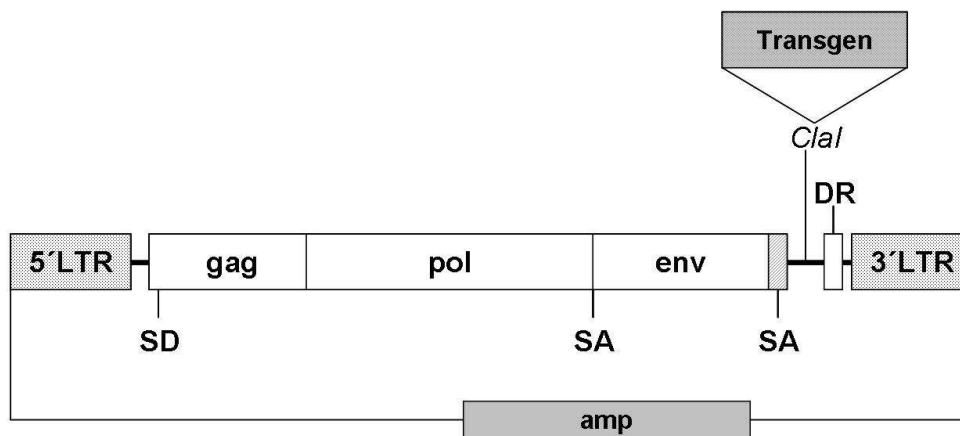 Transgen
ClaI
DR
5´LTR gag pol env 3´LTR
SD SA SA
amp